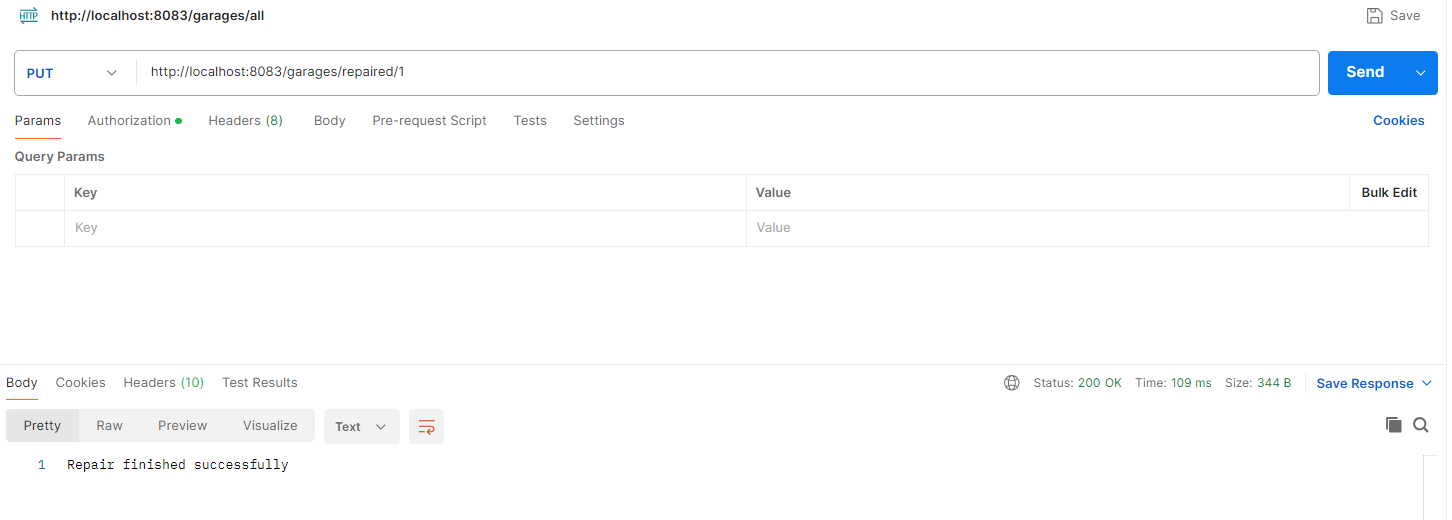 HTTP http://localhost:8083/garages/all Save
PUT http://localhost:8083/garages/repaired/1 Send
Params Authorization Headers (8) Body Pre-request Script Tests Settings Cookies
Query Params
Key Value Bulk Edit
Key Value
Body Cookies Headers (10) Test Results Status: 200 OK Time: 109 ms Size: 344 B Save Response
Pretty Raw Preview Visualize Text
1 Repair finished successfully